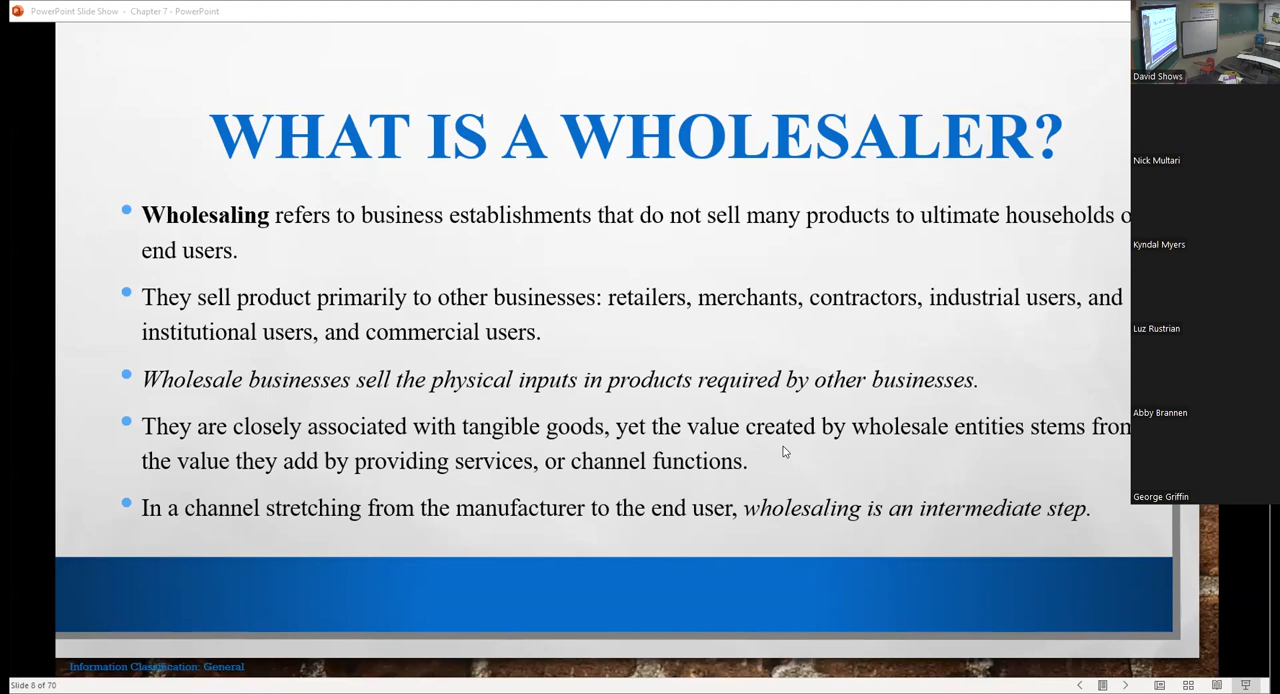 PowerPoint Slide Show - Chapter 7 - PowerPoint
WHAT IS A WHOLESALER?
Wholesaling refers to business establishments that do not sell many products to ultimate households
end users.
They sell product primarily to other businesses: retailers, merchants, contractors, industrial users, and
institutional users, and commercial users.
Wholesale businesses sell the physical inputs in products required by other businesses.
They are closely associated with tangible goods, yet the value created by wholesale entities stems from
the value they add by providing services, or channel functions.
In a channel stretching from the manufacturer to the end user, wholesaling is an intermediate step.
Information Classification: General
Slide 8 of 70
David Shows
Nick Multari
Kyndal Myers
Luz Rustrian
Abby Brannen
George Griffin